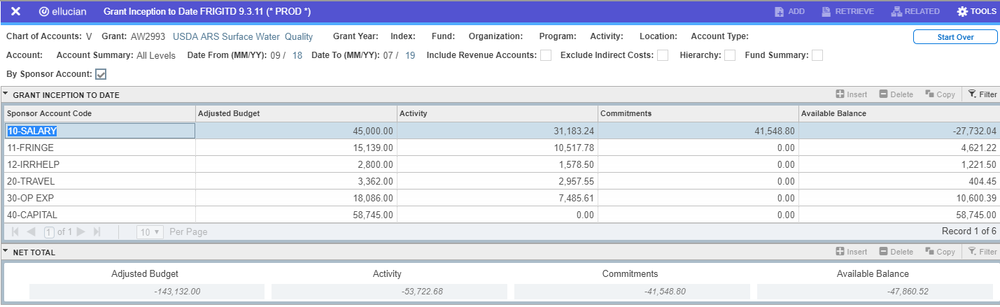 ellucian Grant Inception to Date FRIGITD 9.3.11 (* PROD *) ADD RETRIEVE RELATED TOOLS
Chart of Accounts: V Grant: AW2993 USDA ARS Surface Water Quality Grant Year: Index: Fund: Organization: Program: Activity: Location: Account Type: Start Over
Account: Account Summary: All Levels Date From (MM/YY): 09 / 18 Date To (MM/YY): 07 / 19 Include Revenue Accounts: Exclude Indirect Costs: Hierarchy: Fund Summary:
By Sponsor Account:
GRANT INCEPTION TO DATE Insert Delete Copy Filter
Sponsor Account Code Adjusted Budget Activity Commitments Available Balance
10-SALARY 45,000.00 31,183.24 41,548.80 -27,732.04
11-FRINGE 15,139.00 10,517.78 0.00 4,621.22
12-IRRHELP 2,800.00 1,578.50 0.00 1,221.50
20-TRAVEL 3,362.00 2,957.55 0.00 404.45
30-OP EXP 18,086.00 7,485.61 0.00 10,600.39
40-CAPITAL 58,745.00 0.00 0.00 58,745.00
1 of 1 10 Per Page Record 1 of 6
NET TOTAL Insert Delete Copy Filter
Adjusted Budget Activity Commitments Available Balance
-143,132.00 -53,722.68 -41,548.80 -47,860.52